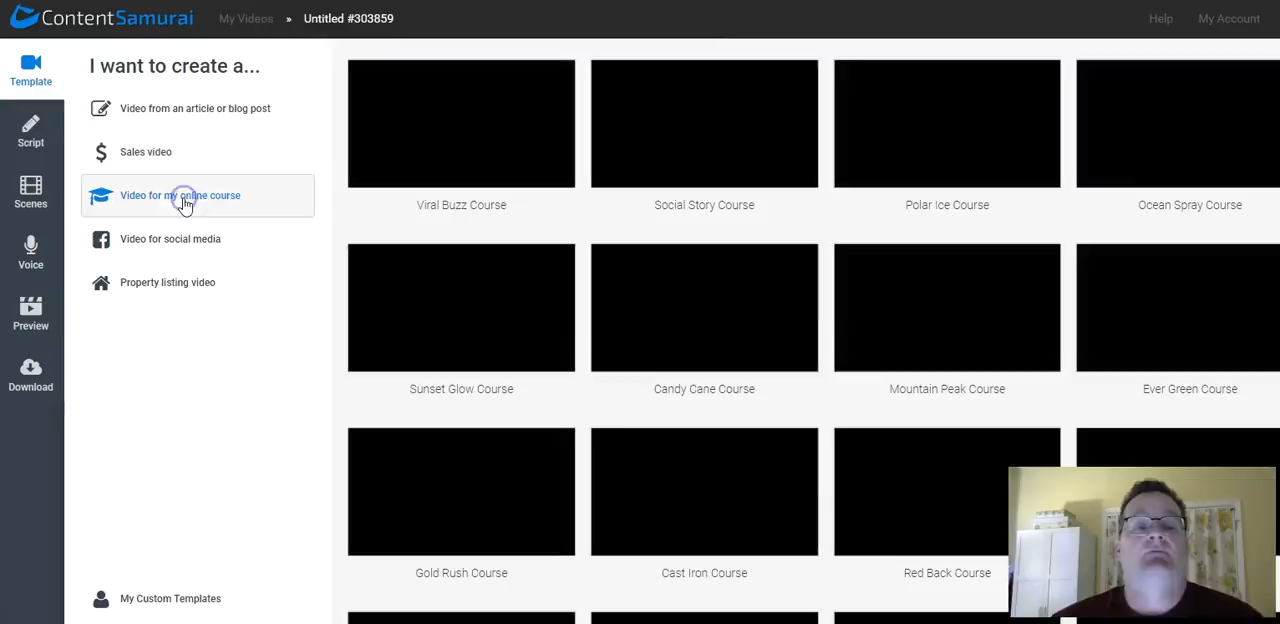 ContentSamurai My Videos » Untitled #303859 Help My Account
Template
Script
Scenes
Voice
Preview
Download
I want to create a...
Video from an article or blog post
Sales video
Video for my online course
Video for social media
Property listing video
My Custom Templates
Viral Buzz Course Social Story Course Polar Ice Course Ocean Spray Course
Sunset Glow Course Candy Cane Course Mountain Peak Course Ever Green Course
Gold Rush Course Cast Iron Course Red Back Course